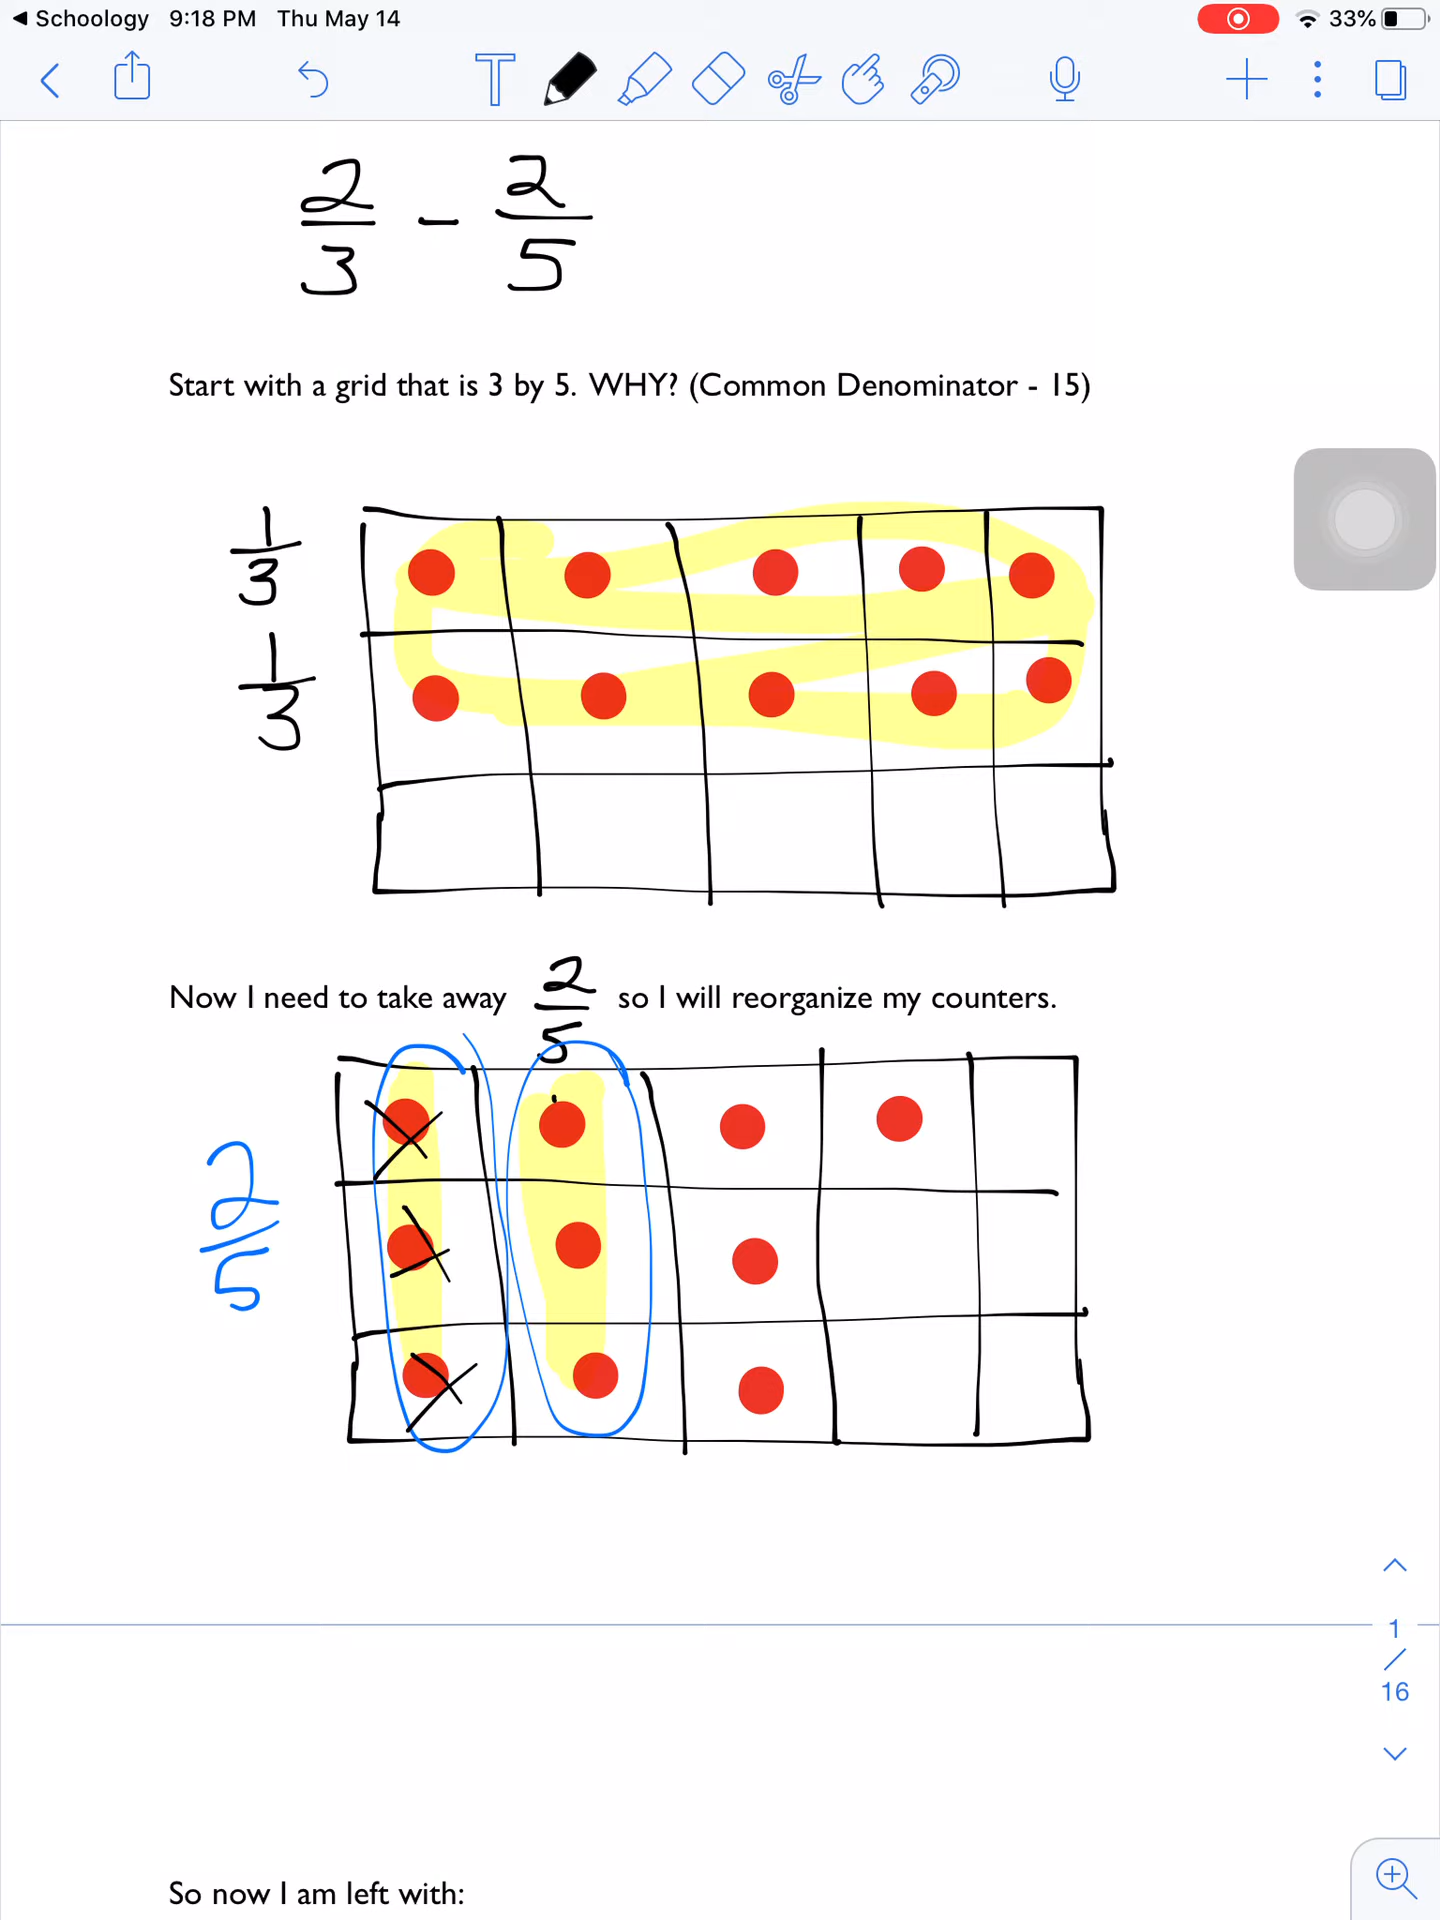 Schoology 9:18 PM Thu May 14 33%
T
2/3 - 2/5
Start with a grid that is 3 by 5. WHY? (Common Denominator - 15)
1/3
1/3
Now I need to take away 2/5 so I will reorganize my counters.
2/5
1
/
16
So now I am left with: